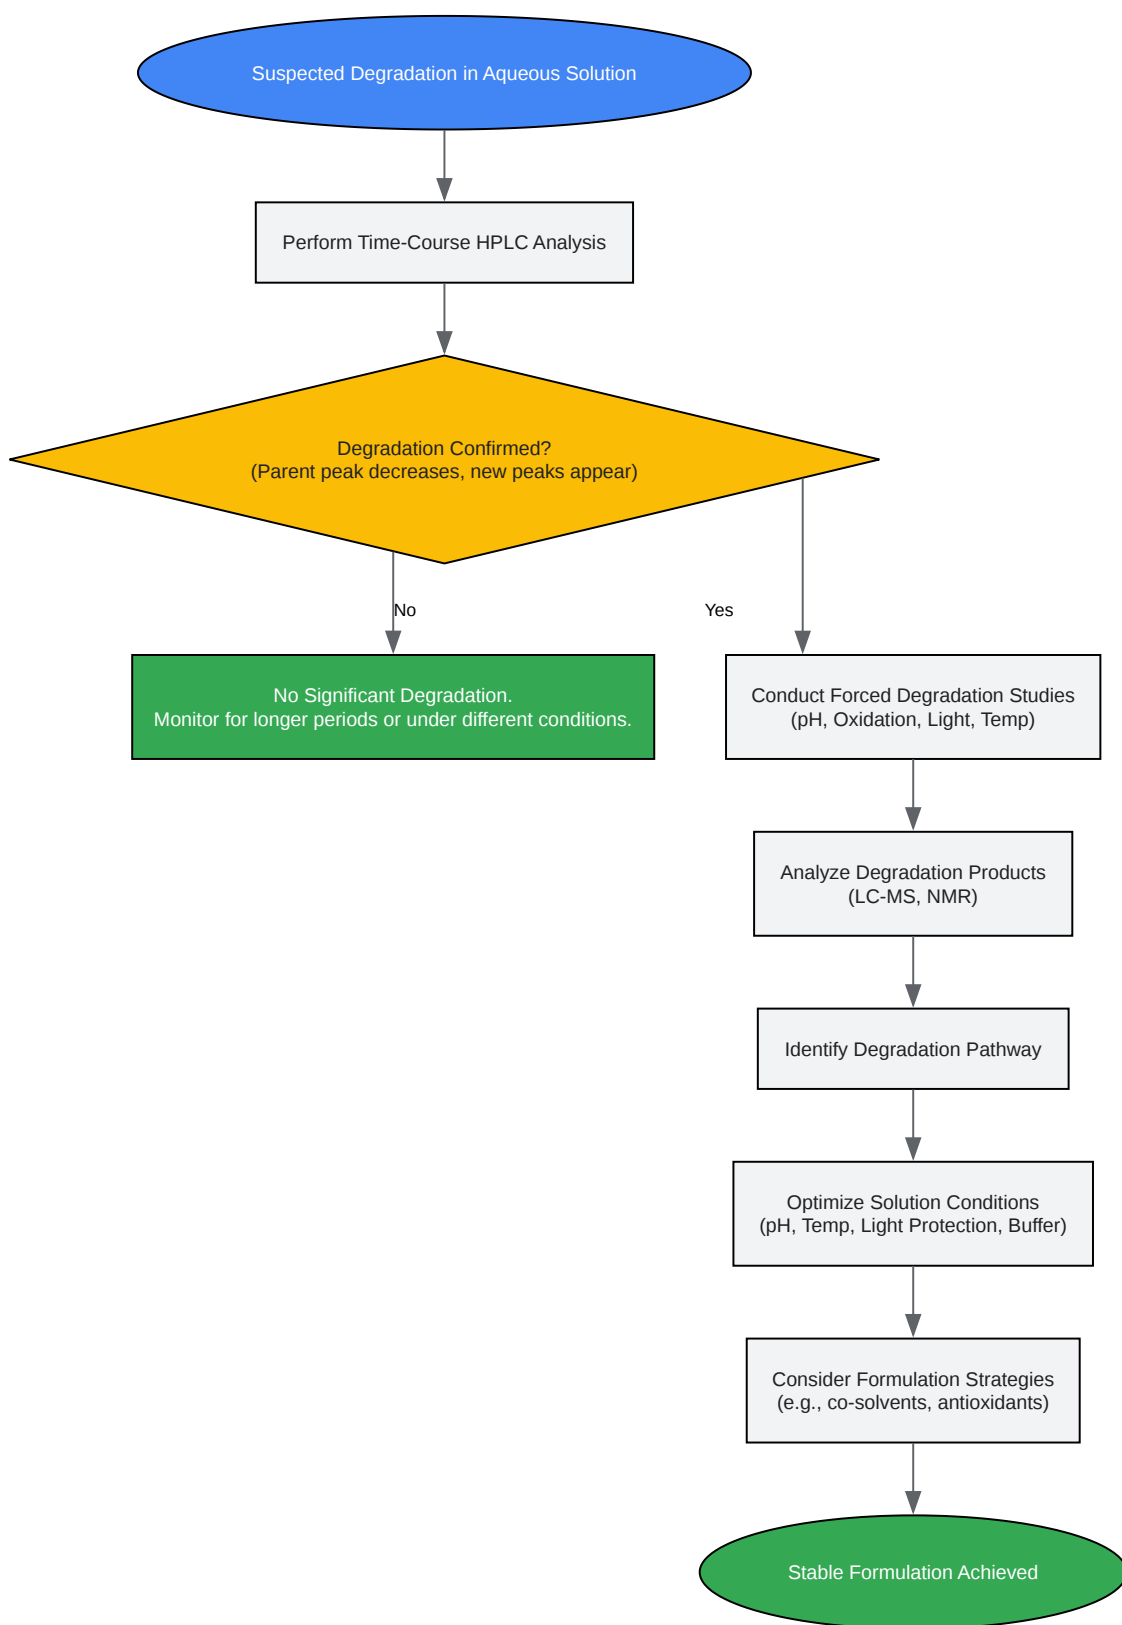 Suspected Degradation in Aqueous Solution
Perform Time-Course HPLC Analysis
Degradation Confirmed?
(Parent peak decreases, new peaks appear)
No
Yes
No Significant Degradation.
Monitor for longer periods or under different conditions.
Conduct Forced Degradation Studies
(pH, Oxidation, Light, Temp)
Analyze Degradation Products
(LC-MS, NMR)
Identify Degradation Pathway
Optimize Solution Conditions
(pH, Temp, Light Protection, Buffer)
Consider Formulation Strategies
(e.g., co-solvents, antioxidants)
Stable Formulation Achieved